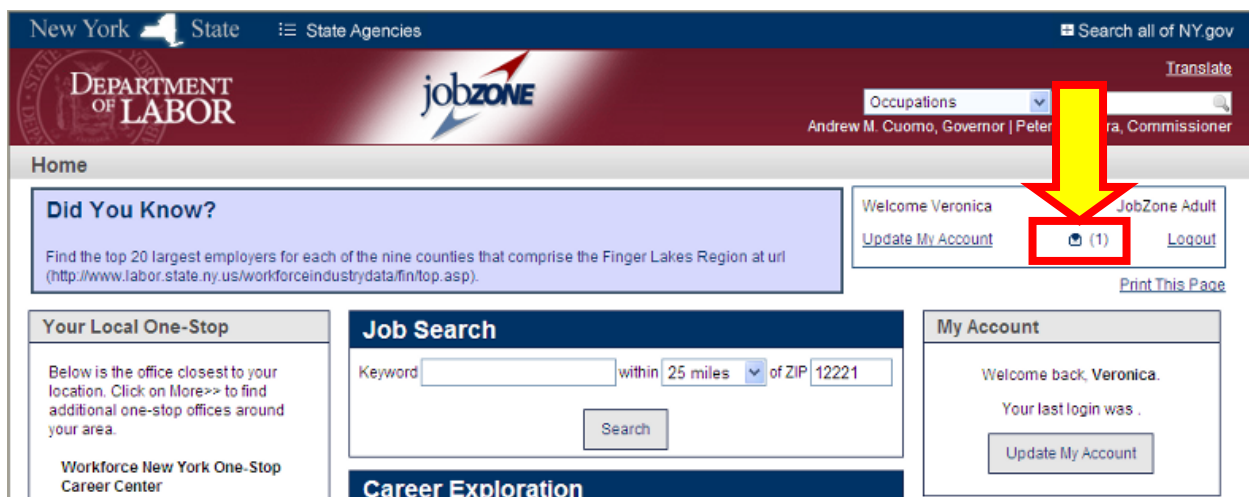 New York State
State Agencies
Search all of NY.gov
DEPARTMENT
OF LABOR
jobZONE
Translate
Occupations
Andrew M. Cuomo, Governor | Peter ra, Commissioner
Home
Did You Know?
Find the top 20 largest employers for each of the nine counties that comprise the Finger Lakes Region at url
(http://www.labor.state.ny.us/workforceindustrydata/fin/top.asp).
Welcome Veronica JobZone Adult
Update My Account (1) Logout
Print This Page
Your Local One-Stop
Below is the office closest to your
location. Click on More>> to find
additional one-stop offices around
your area.
Workforce New York One-Stop
Career Center
Job Search
Keyword within 25 miles of ZIP 12221
Search
Career Exploration
My Account
Welcome back, Veronica.
Your last login was .
Update My Account